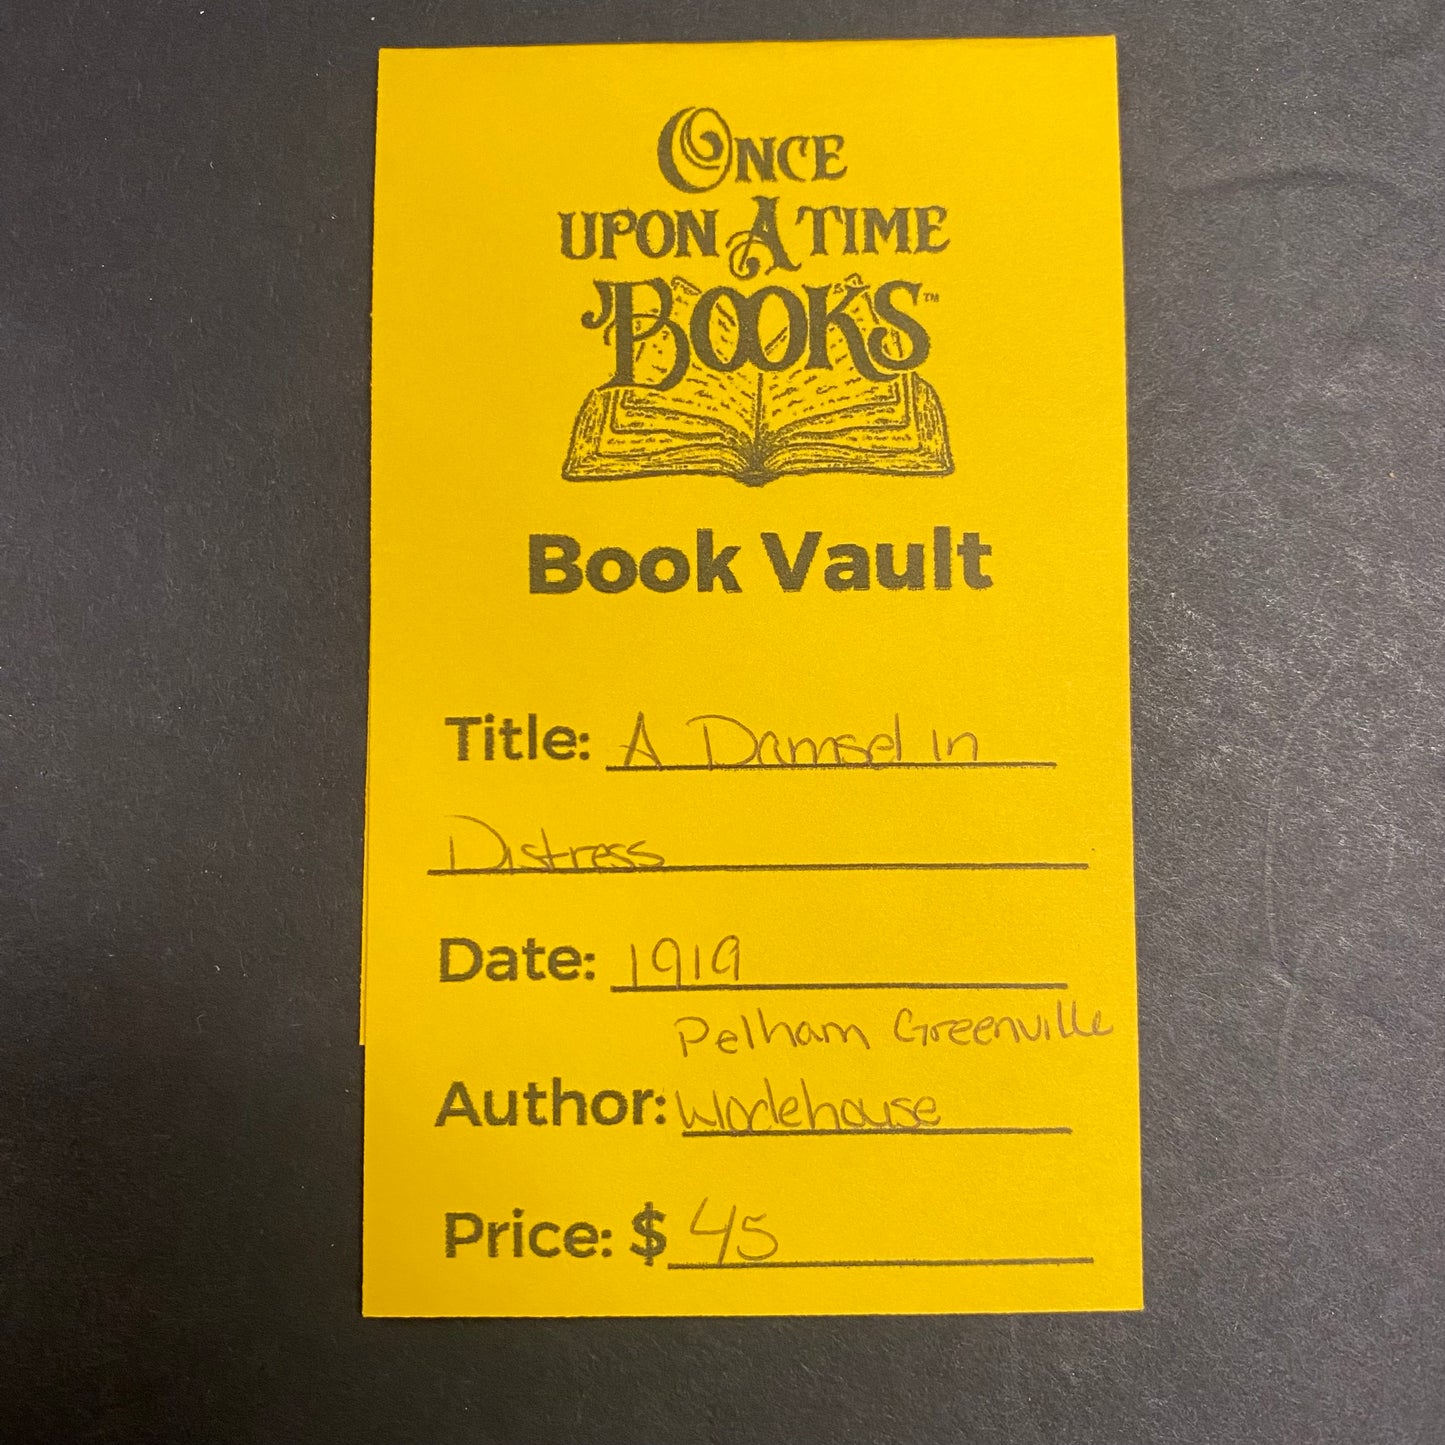 ONCE
UPON A TIME
BOOKS™
Book Vault
Title: A Damsel in
Distress
Date: 1919
Pelham Greenville
Author: Wodehouse
Price: $ 45